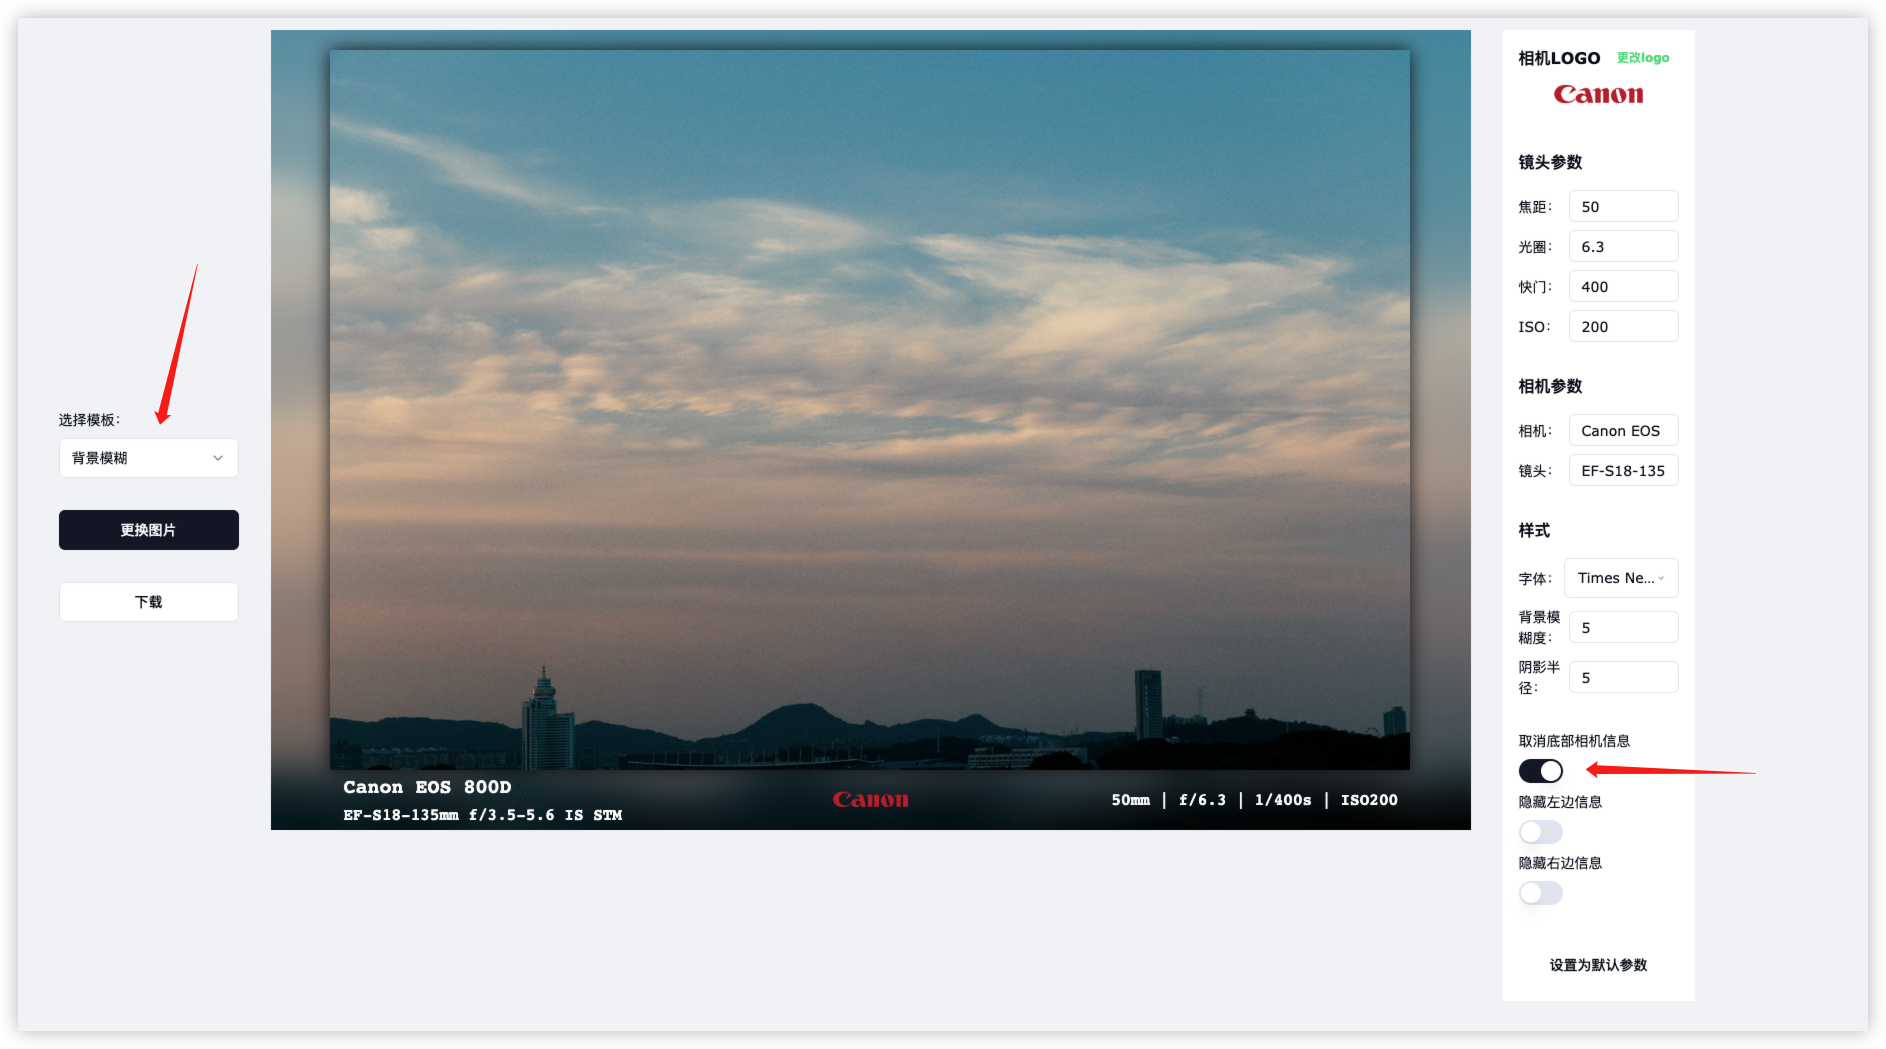 选择模板：
背景模糊
更换图片
下载
Canon EOS 800D
EF-S18-135mm f/3.5-5.6 IS STM
Canon
50mm | f/6.3 | 1/400s | ISO200
相机LOGO 更改logo
Canon
镜头参数
焦距： 50
光圈： 6.3
快门： 400
ISO： 200
相机参数
相机： Canon EOS
镜头： EF-S18-135
样式
字体： Times Ne...
背景模
糊度： 5
阴影半
径： 5
取消底部相机信息
隐藏左边信息
隐藏右边信息
设置为默认参数